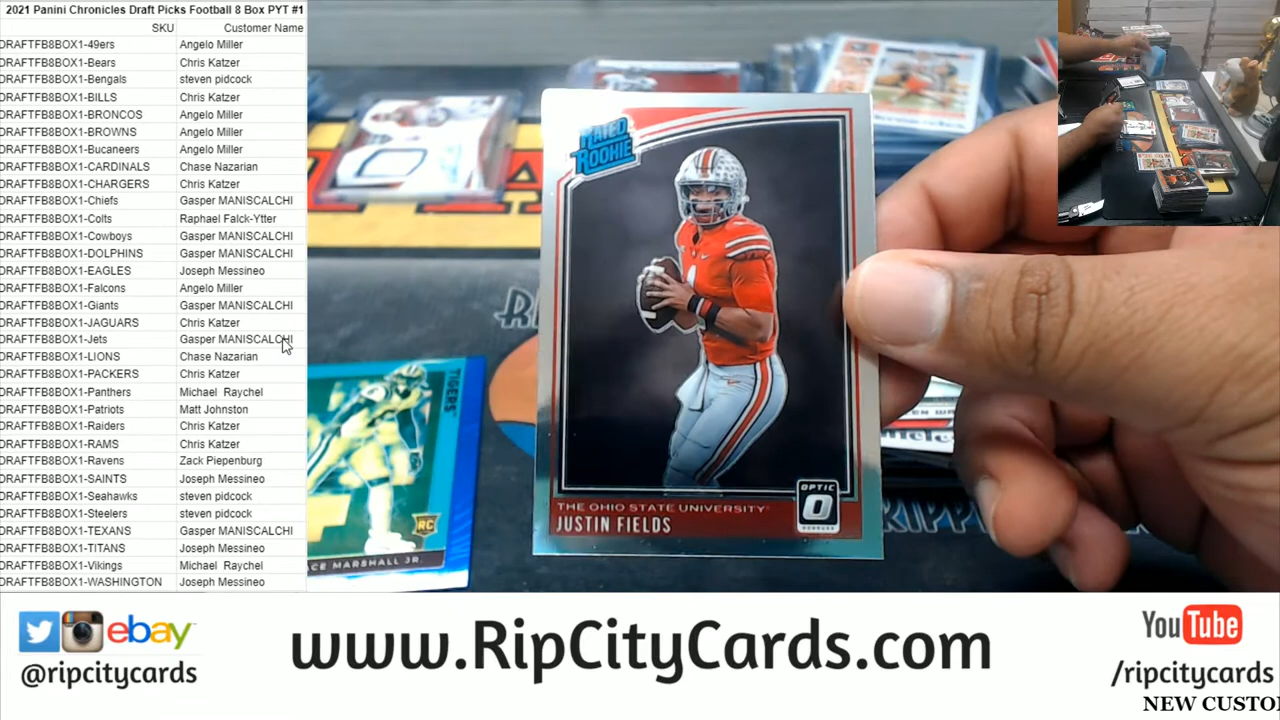 2021 Panini Chronicles Draft Picks Football 8 Box PYT #1
SKU Customer Name
DRAFTFB8BOX1-49ers Angelo Miller
DRAFTFB8BOX1-Bears Chris Katzer
DRAFTFB8BOX1-Bengals steven pidcock
DRAFTFB8BOX1-BILLS Chris Katzer
DRAFTFB8BOX1-BRONCOS Angelo Miller
DRAFTFB8BOX1-BROWNS Angelo Miller
DRAFTFB8BOX1-Bucaneers Angelo Miller
DRAFTFB8BOX1-CARDINALS Chase Nazarian
DRAFTFB8BOX1-CHARGERS Chris Katzer
DRAFTFB8BOX1-Chiefs Gasper MANISCALCHI
DRAFTFB8BOX1-Colts Raphael Falck-Ytter
DRAFTFB8BOX1-Cowboys Gasper MANISCALCHI
DRAFTFB8BOX1-DOLPHINS Gasper MANISCALCHI
DRAFTFB8BOX1-EAGLES Joseph Messineo
DRAFTFB8BOX1-Falcons Angelo Miller
DRAFTFB8BOX1-Giants Gasper MANISCALCHI
DRAFTFB8BOX1-JAGUARS Chris Katzer
DRAFTFB8BOX1-Jets Gasper MANISCALCHI
DRAFTFB8BOX1-LIONS Chase Nazarian
DRAFTFB8BOX1-PACKERS Chris Katzer
DRAFTFB8BOX1-Panthers Michael Raychel
DRAFTFB8BOX1-Patriots Matt Johnston
DRAFTFB8BOX1-Raiders Chris Katzer
DRAFTFB8BOX1-RAMS Chris Katzer
DRAFTFB8BOX1-Ravens Zack Piepenburg
DRAFTFB8BOX1-SAINTS Joseph Messineo
DRAFTFB8BOX1-Seahawks steven pidcock
DRAFTFB8BOX1-Steelers steven pidcock
DRAFTFB8BOX1-TEXANS Gasper MANISCALCHI
DRAFTFB8BOX1-TITANS Joseph Messineo
DRAFTFB8BOX1-Vikings Michael Raychel
DRAFTFB8BOX1-WASHINGTON Joseph Messineo
RATED
ROOKIE
OPTIC
DONRUSS
THE OHIO STATE UNIVERSITY
JUSTIN FIELDS
TIGERS
RC
ACE MARSHALL JR
ebay
@ripcitycards
www.RipCityCards.com
YouTube
/ripcitycards
NEW CUSTO